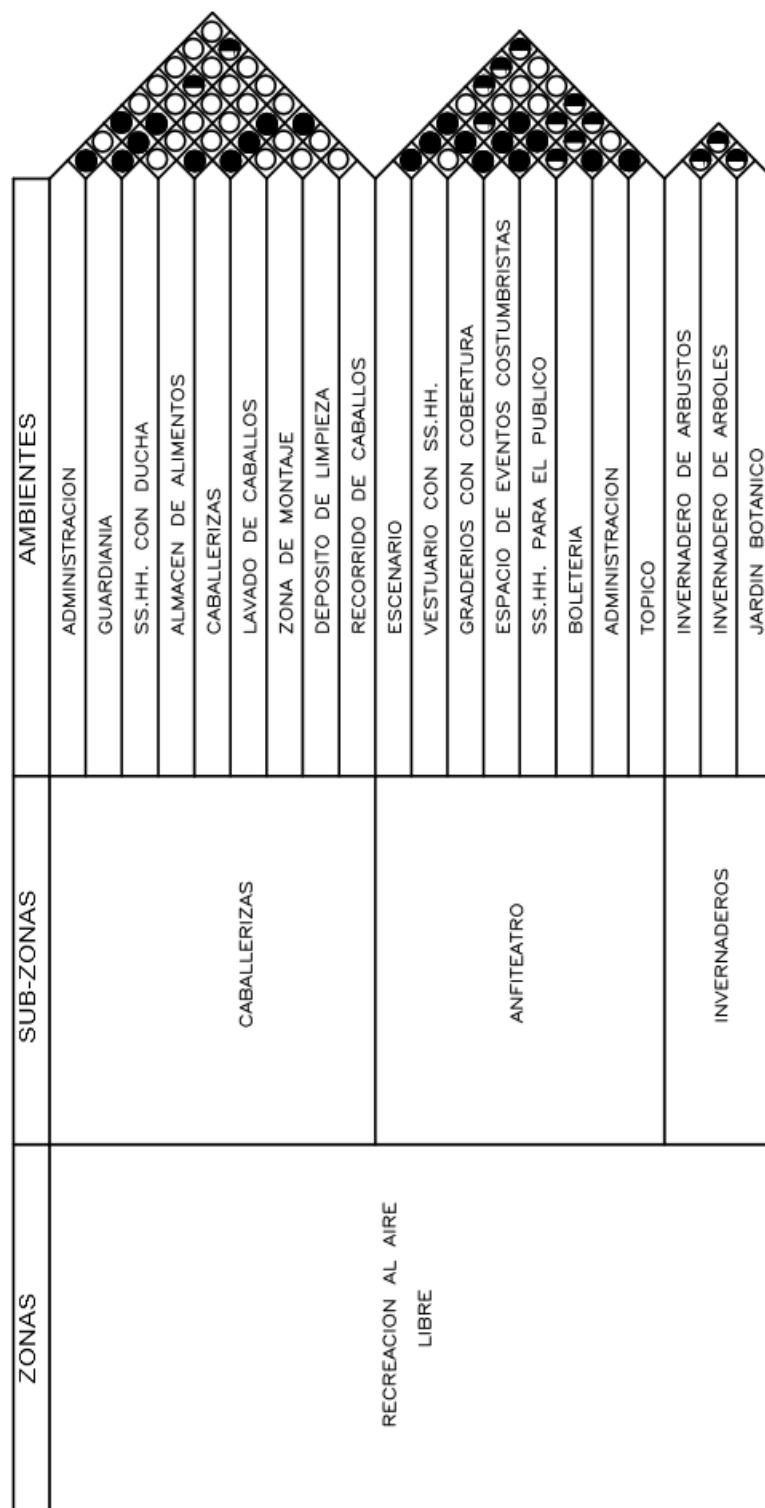 ZONAS
SUB-ZONAS
AMBIENTES
RECREACION AL AIRE
LIBRE
CABALLERIZAS
ADMINISTRACION
GUARDIANIA
SS.HH. CON DUCHA
ALMACEN DE ALIMENTOS
CABALLERIZAS
LAVADO DE CABALLOS
ZONA DE MONTAJE
DEPOSITO DE LIMPIEZA
RECORRIDO DE CABALLOS
ANFITEATRO
ESCENARIO
VESTUARIO CON SS.HH.
GRADERIOS CON COBERTURA
ESPACIO DE EVENTOS COSTUMBRISTAS
SS.HH. PARA EL PUBLICO
BOLETERIA
ADMINISTRACION
TOPICO
INVERNADEROS
INVERNADERO DE ARBUSTOS
INVERNADERO DE ARBOLES
JARDIN BOTANICO